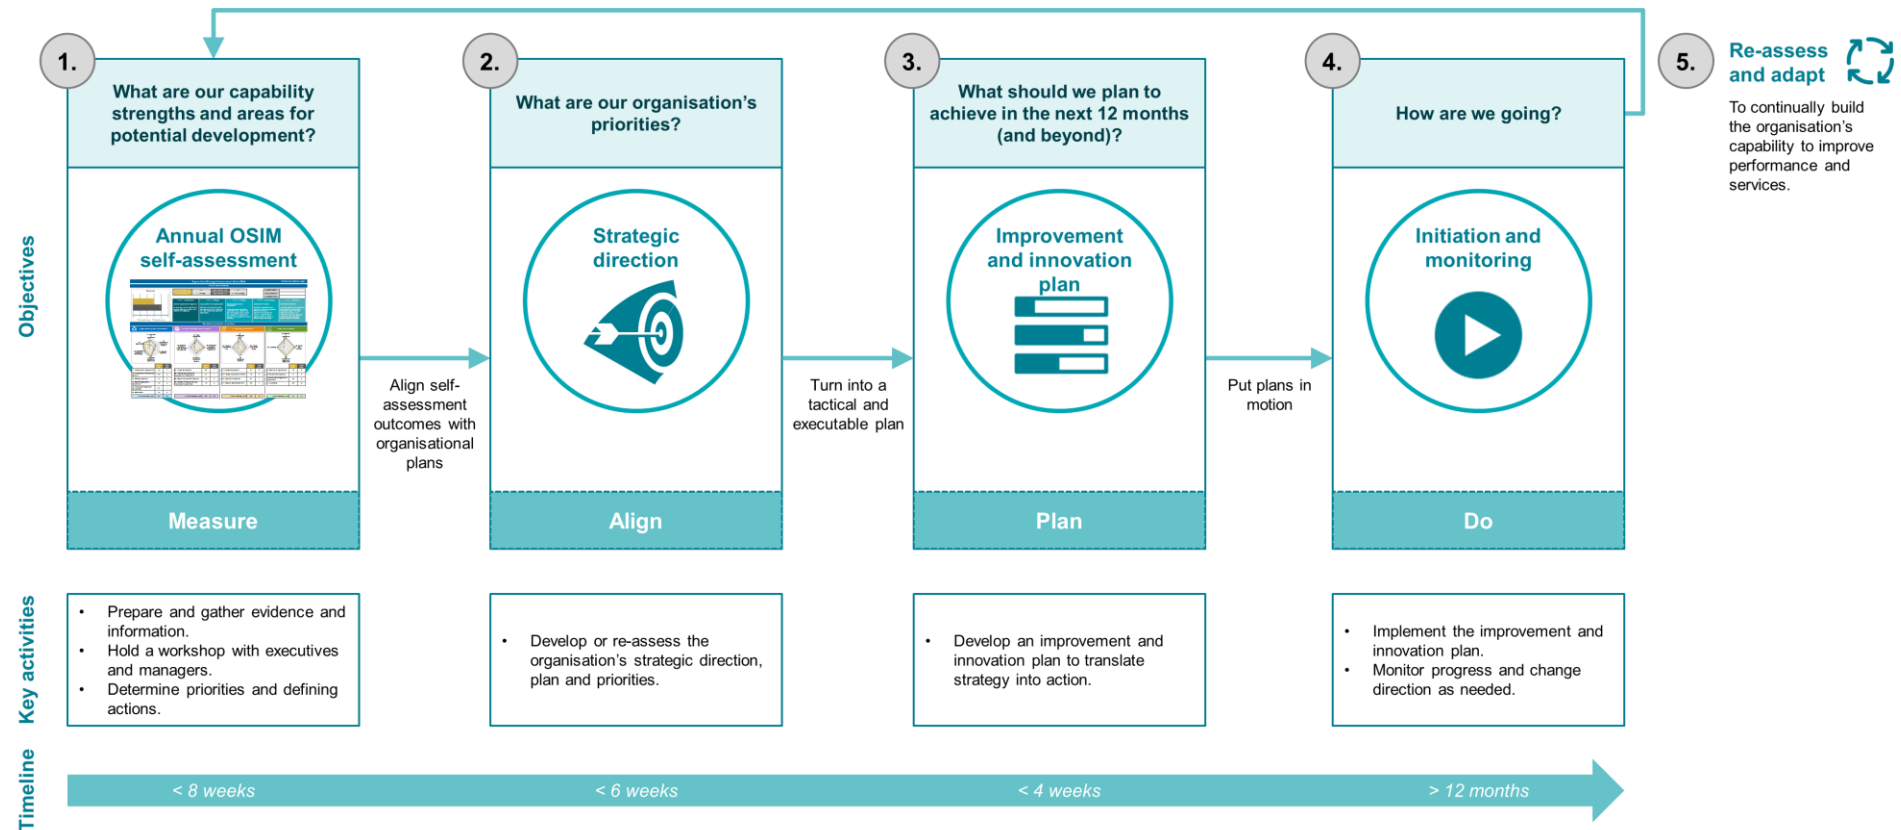 1.
What are our capability
strengths and areas for
potential development?
2.
What are our organisation's
priorities?
3.
What should we plan to
achieve in the next 12 months
(and beyond)?
4.
How are we going?
5.
Re-assess
and adapt
To continually build
the organisation's
capability to improve
performance and
services.
Objectives
Annual OSIM
self-assessment
Strategic
direction
Improvement
and innovation
plan
Initiation and
monitoring
Align self-
assessment
outcomes with
organisational
plans
Turn into a
tactical and
executable plan
Put plans in
motion
Measure
Align
Plan
Do
Key activities
• Prepare and gather evidence and
information.
• Hold a workshop with executives
and managers.
• Determine priorities and defining
actions.
• Develop or re-assess the
organisation's strategic direction,
plan and priorities.
• Develop an improvement and
innovation plan to translate
strategy into action.
• Implement the improvement and
innovation plan.
• Monitor progress and change
direction as needed.
Timeline
< 8 weeks
< 6 weeks
< 4 weeks
> 12 months